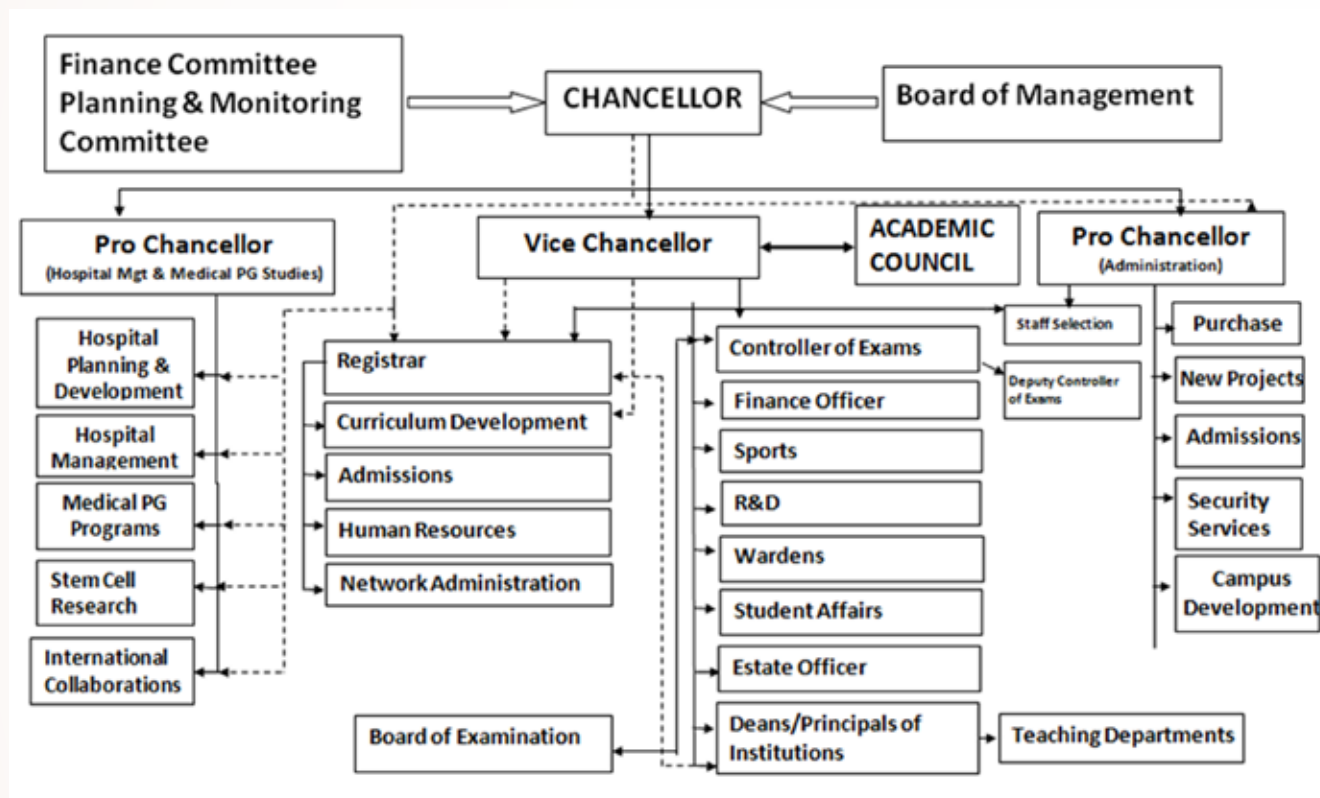 Finance Committee
Planning & Monitoring
Committee
CHANCELLOR
Board of Management
Pro Chancellor
(Hospital Mgt & Medical PG Studies)
Vice Chancellor
ACADEMIC
COUNCIL
Pro Chancellor
(Administration)
Hospital
Planning &
Development
Hospital
Management
Medical PG
Programs
Stem Cell
Research
International
Collaborations
Registrar
Curriculum Development
Admissions
Human Resources
Network Administration
Board of Examination
Controller of Exams
Finance Officer
Sports
R&D
Wardens
Student Affairs
Estate Officer
Deans/Principals of
Institutions
Staff Selection
Deputy Controller
of Exams
Teaching Departments
Purchase
New Projects
Admissions
Security
Services
Campus
Development